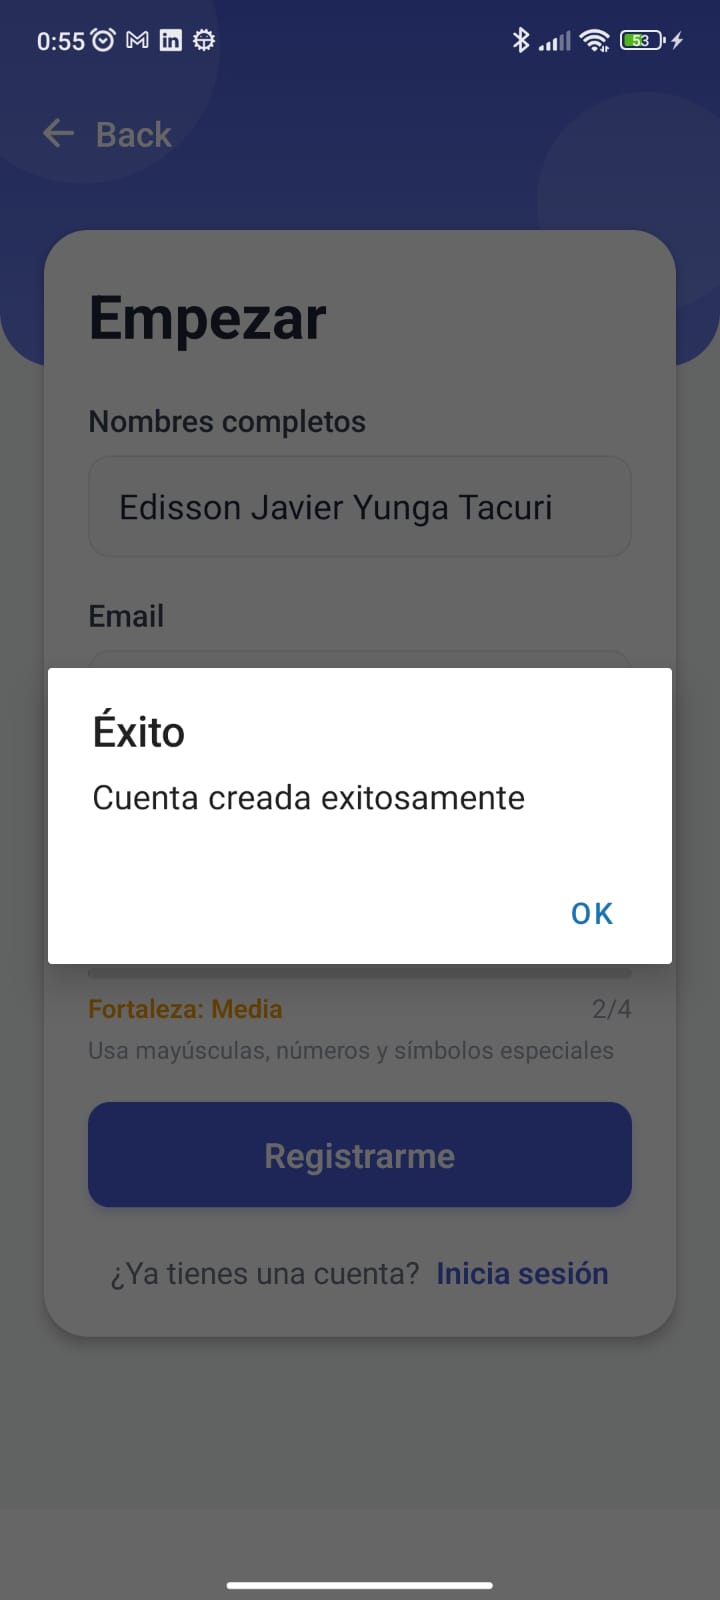 0:55
53
Back
Empezar
Nombres completos
Edisson Javier Yunga Tacuri
Email
Éxito
Cuenta creada exitosamente
OK
Fortaleza: Media 2/4
Usa mayúsculas, números y símbolos especiales
Registrarme
¿Ya tienes una cuenta? Inicia sesión